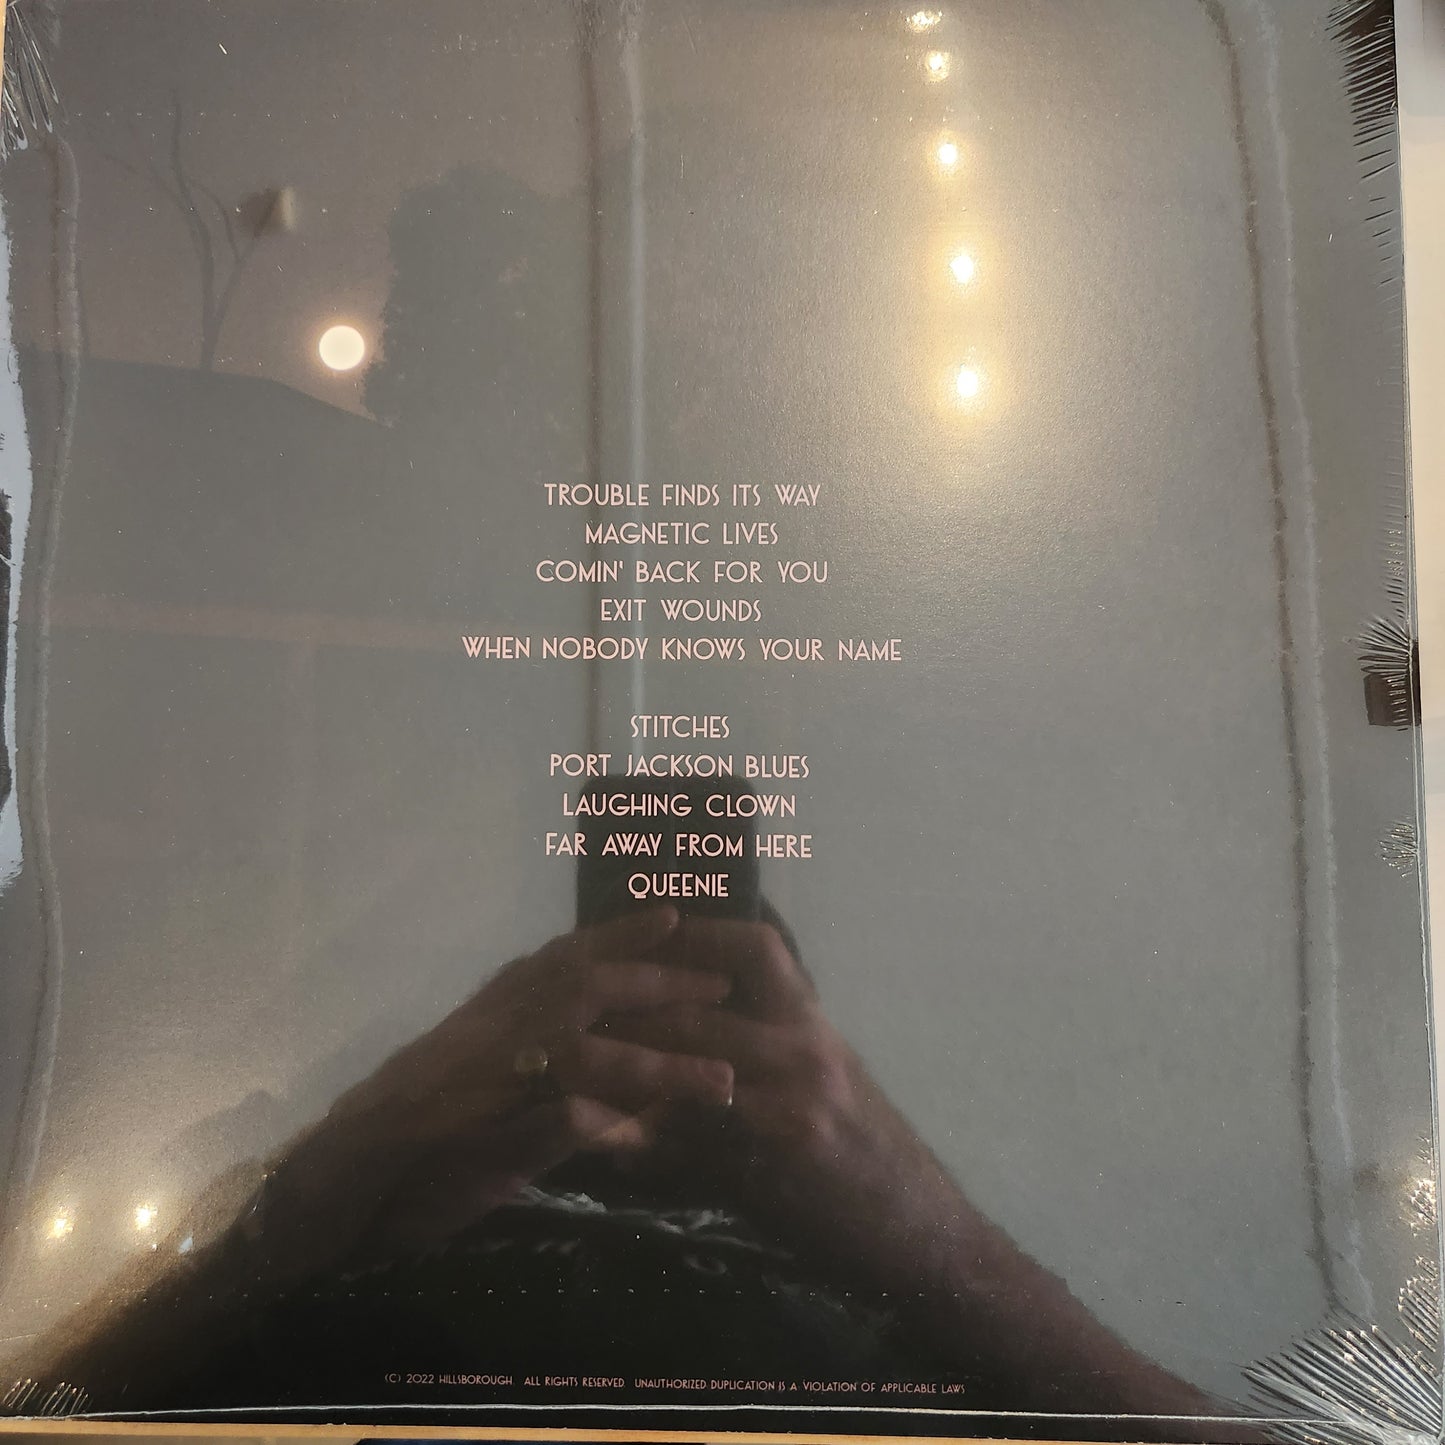 TROUBLE FINDS ITS WAY
MAGNETIC LIVES
COMIN' BACK FOR YOU
EXIT WOUNDS
WHEN NOBODY KNOWS YOUR NAME
STITCHES
PORT JACKSON BLUES
LAUGHING CLOWN
FAR AWAY FROM HERE
QUEENIE
(C) 2022 HILLSBOROUGH. ALL RIGHTS RESERVED. UNAUTHORIZED DUPLICATION IS A VIOLATION OF APPLICABLE LAWS